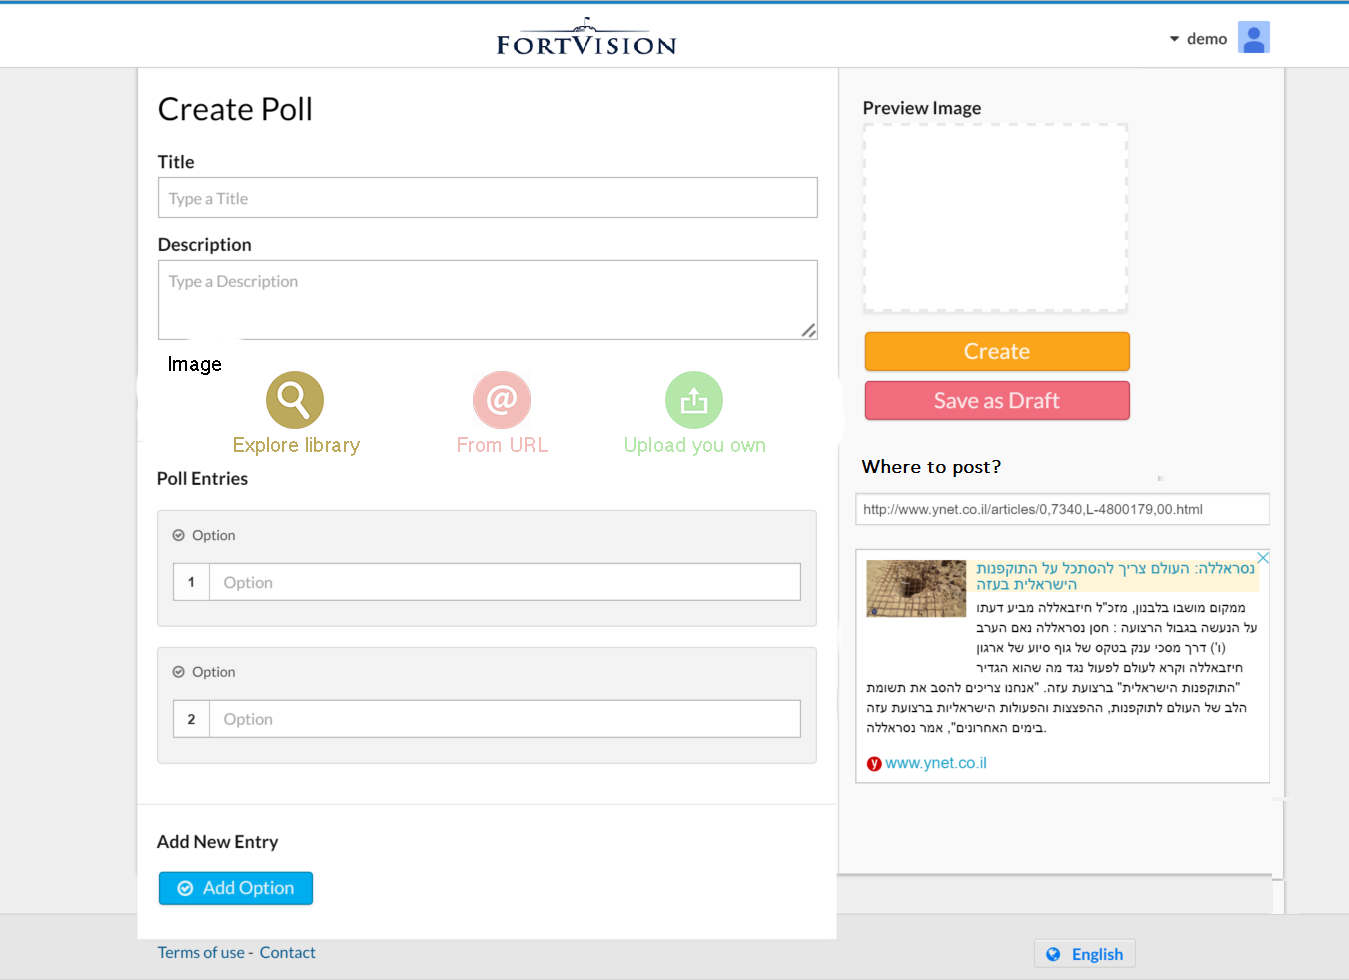 FORTVISION
demo
Create Poll
Title
Type a Title
Description
Type a Description
Image
Explore library
From URL
Upload you own
Poll Entries
Option
1
Option
Option
2
Option
Add New Entry
Add Option
Preview Image
Create
Save as Draft
Where to post?
http://www.ynet.co.il/articles/0,7340,L-4800179,00.html
נסראללה: העולם צריך להסתכל על התוקפנות
הישראלית בעזה
ממקום מושבו בלבנון, מזכ"ל חיזבאללה מביע דעתו
על הנעשה בגבול הרצועה : חסן נסראללה נאם הערב
(ו') דרך מסכי ענק בטקס של גוף סיוע של ארגון
חיזבאללה וקרא לעולם לפעול נגד מה שהוא הגדיר
"התוקפנות הישראלית" ברצועת עזה. "אנחנו צריכים להסב את תשומת
הלב של העולם לתוקפנות, ההפצצות והפעולות הישראליות ברצועת עזה
בימים האחרונים", אמר נסראללה.
www.ynet.co.il
Terms of use - Contact
English